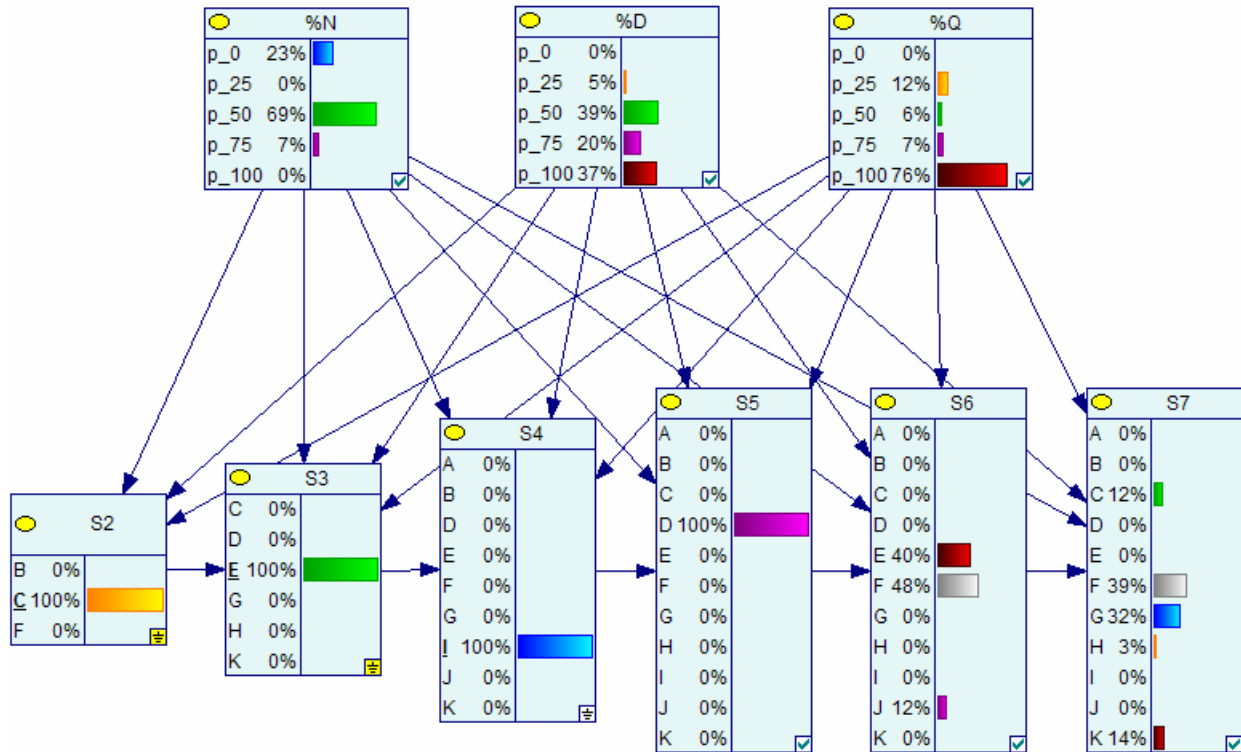 %N
p_0 23%
p_25 0%
p_50 69%
p_75 7%
p_100 0%
%D
p_0 0%
p_25 5%
p_50 39%
p_75 20%
p_100 37%
%Q
p_0 0%
p_25 12%
p_50 6%
p_75 7%
p_100 76%
S2
B 0%
C 100%
F 0%
S3
C 0%
D 0%
E 100%
G 0%
H 0%
K 0%
S4
A 0%
B 0%
D 0%
E 0%
F 0%
G 0%
I 100%
J 0%
K 0%
S5
A 0%
B 0%
C 0%
D 100%
E 0%
F 0%
G 0%
H 0%
I 0%
J 0%
K 0%
S6
A 0%
B 0%
C 0%
D 0%
E 40%
F 48%
G 0%
H 0%
I 0%
J 12%
K 0%
S7
A 0%
B 0%
C 12%
D 0%
E 0%
F 39%
G 32%
H 3%
I 0%
J 0%
K 14%